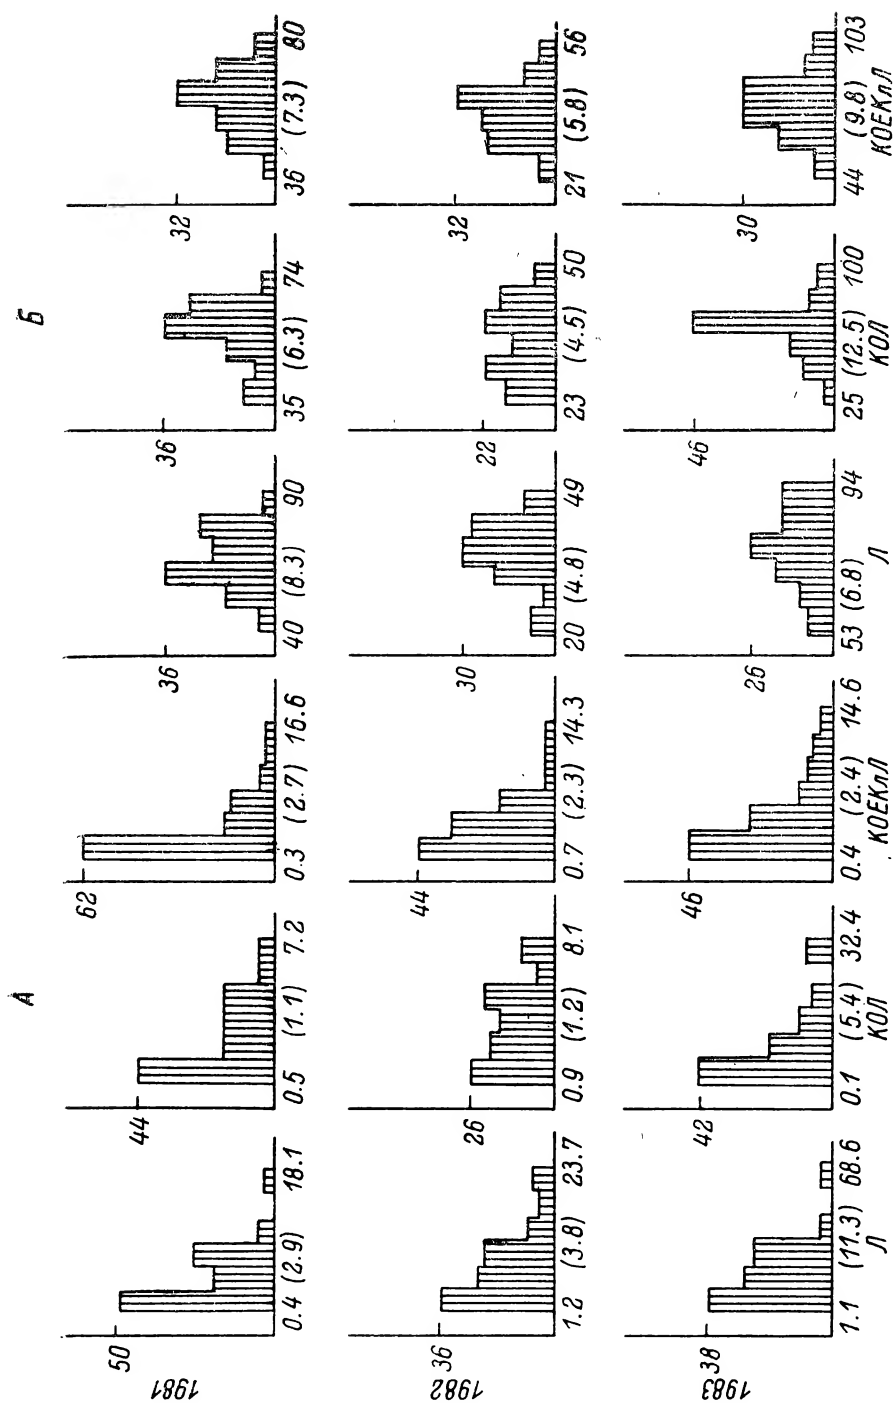 А
Б
1981
50
0.4 (2.9) 18.1
44
0.5 (1.1) 7.2
62
0.3 (2.7) 16.6
36
40 (8.3) 90
36
35 (6.3) 74
32
36 (7.3) 80
1982
36
1.2 (3.8) 23.7
26
0.9 (1.2) 8.1
44
0.7 (2.3) 14.3
30
20 (4.8) 49
22
23 (4.5) 50
32
21 (5.8) 56
1983
38
1.1 (11.3) 68.6
Л
42
0.1 (5.4) 32.4
КОЛ
46
0.4 (2.4) 14.6
КОЕКлЛ
26
53 (6.8) 94
Л
46
25 (12.5) 100
КОЛ
30
44 (9.8) 103
КОЕКлЛ